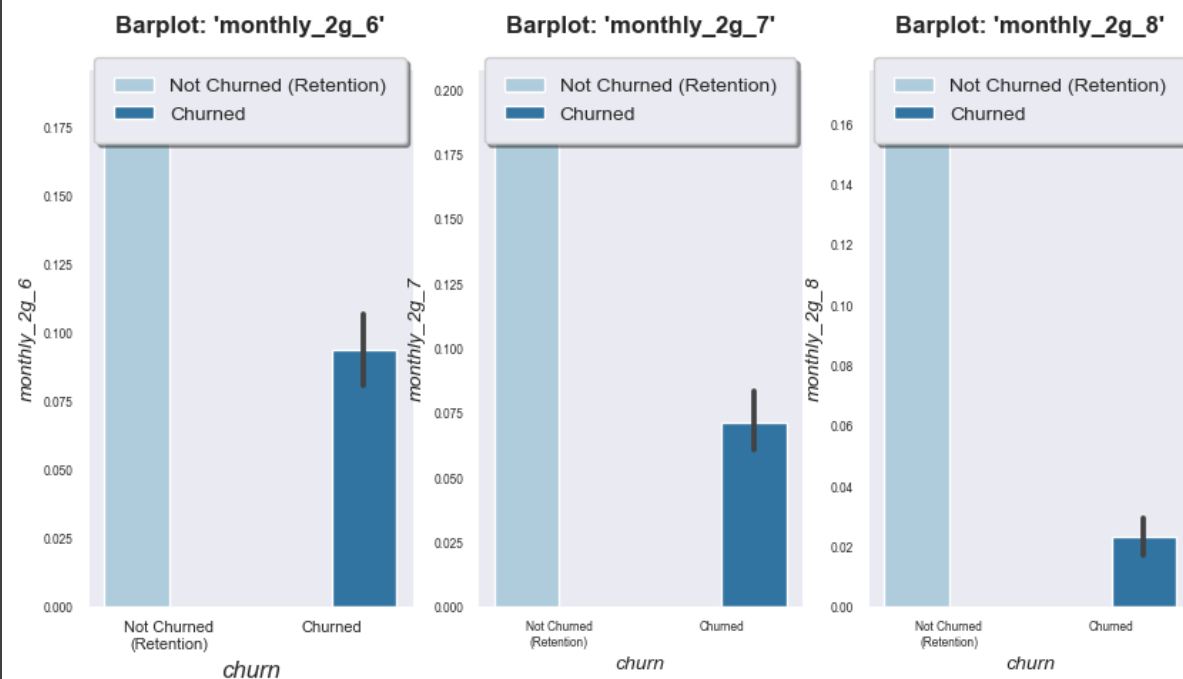 Barplot: 'monthly_2g_6'
Not Churned (Retention)
Churned
0.175
0.150
0.125
0.100
0.075
0.050
0.025
0.000
monthly_2g_6
Not Churned
(Retention)
Churned
churn
Barplot: 'monthly_2g_7'
Not Churned (Retention)
Churned
0.200
0.175
0.150
0.125
0.100
0.075
0.050
0.025
0.000
monthly_2g_7
Not Churned
(Retention)
Churned
churn
Barplot: 'monthly_2g_8'
Not Churned (Retention)
Churned
0.16
0.14
0.12
0.10
0.08
0.06
0.04
0.02
0.00
monthly_2g_8
Not Churned
(Retention)
Churned
churn